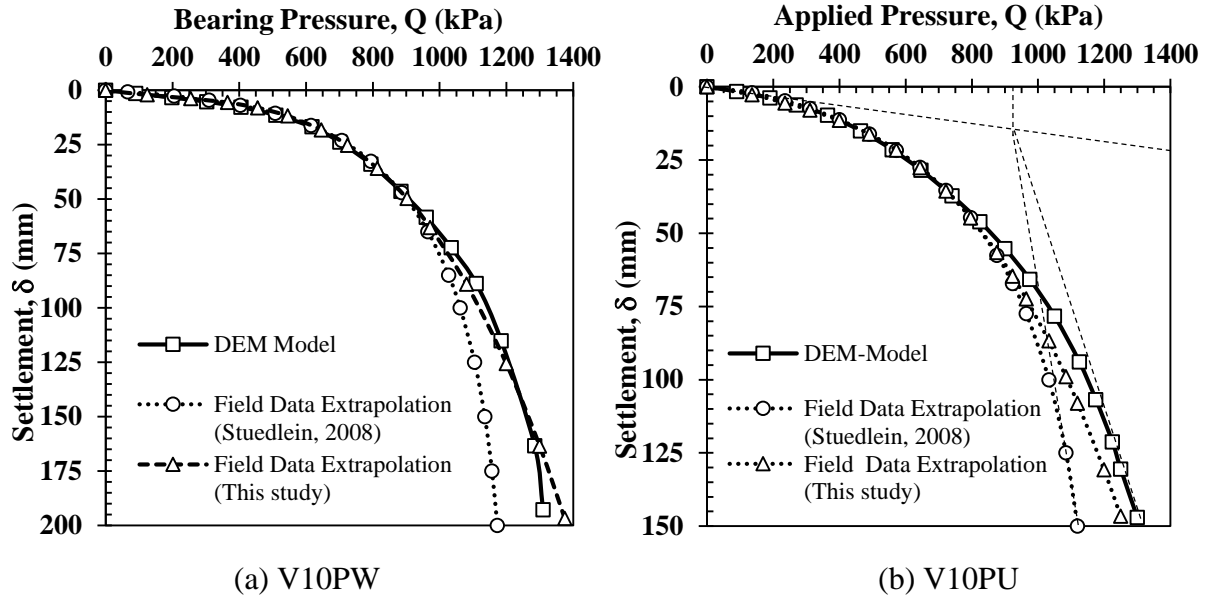 Bearing Pressure, Q (kPa)
0 200 400 600 800 1000 1200 1400
Settlement, δ (mm)
0
25
50
75
100
125
150
175
200
DEM Model
Field Data Extrapolation
(Stuedlein, 2008)
Field Data Extrapolation
(This study)
(a) V10PW
Applied Pressure, Q (kPa)
0 200 400 600 800 1000 1200 1400
Settlement, δ (mm)
0
25
50
75
100
125
150
DEM-Model
Field Data Extrapolation
(Stuedlein, 2008)
Field Data Extrapolation
(This study)
(b) V10PU